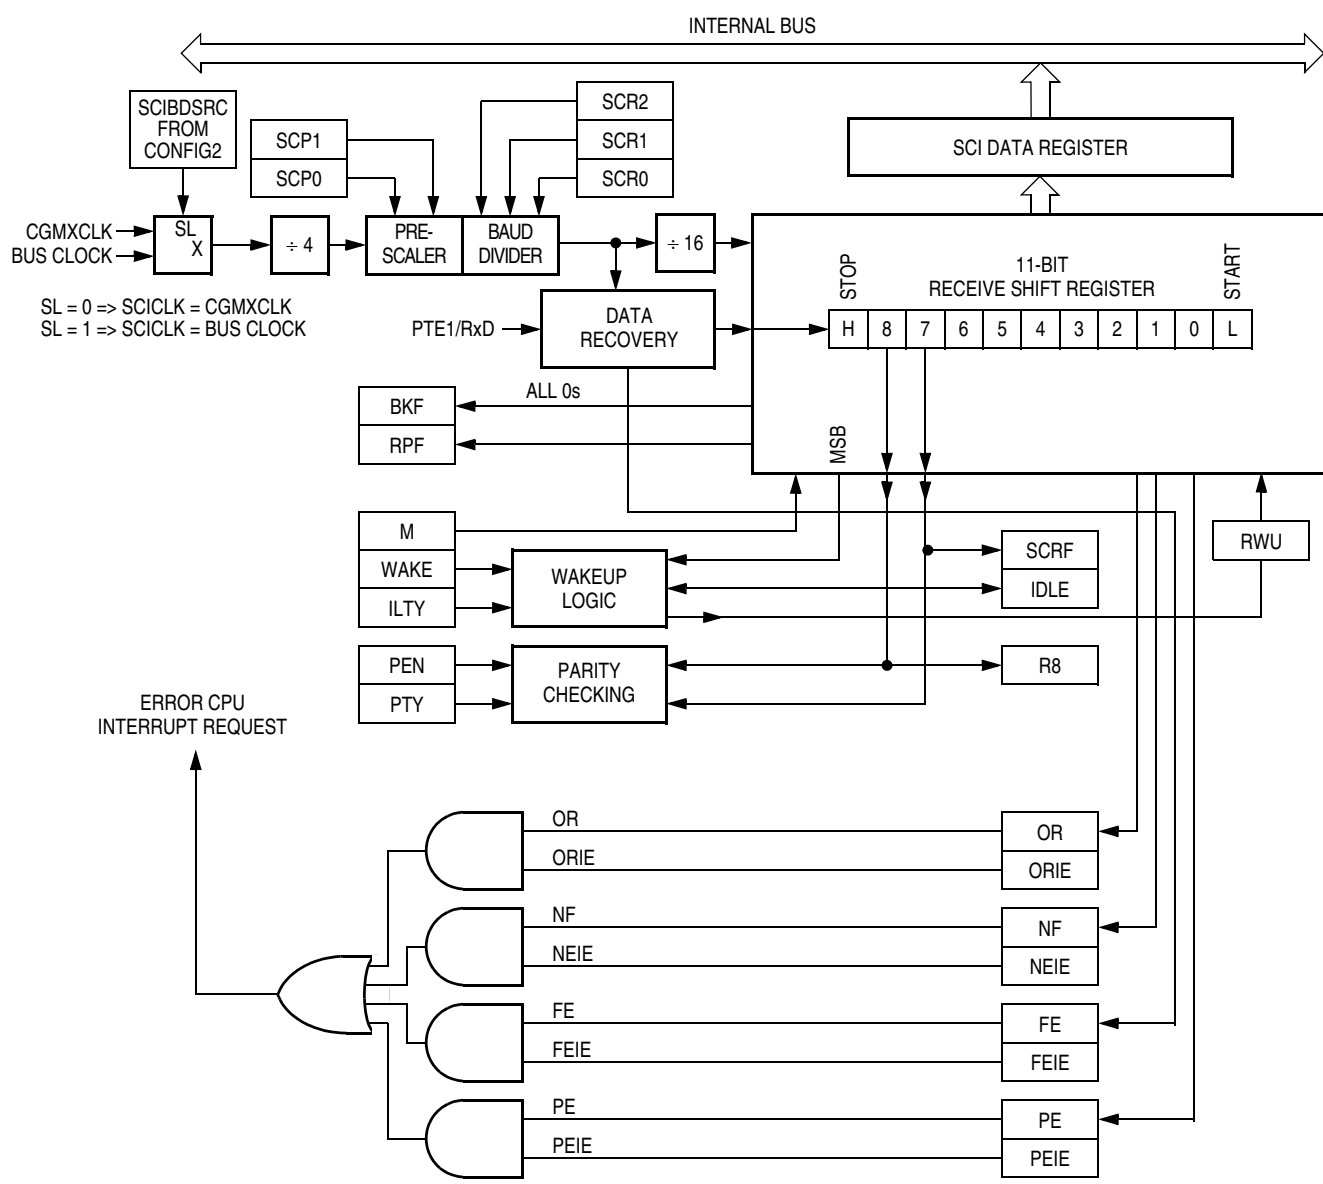 INTERNAL BUS
SCIBDSRC
FROM
CONFIG2
SCP1
SCP0
SCR2
SCR1
SCR0
SCI DATA REGISTER
CGMXCLK
BUS CLOCK
SL
X
÷ 4
PRE-
SCALER
BAUD
DIVIDER
÷ 16
SL = 0 => SCICLK = CGMXCLK
SL = 1 => SCICLK = BUS CLOCK
PTE1/RxD
DATA
RECOVERY
STOP
11-BIT
RECEIVE SHIFT REGISTER
START
H 8 7 6 5 4 3 2 1 0 L
ALL 0s
BKF
RPF
MSB
M
WAKE
ILTY
WAKEUP
LOGIC
SCRF
IDLE
RWU
PEN
PTY
PARITY
CHECKING
R8
ERROR CPU
INTERRUPT REQUEST
OR
OR
ORIE
ORIE
NF
NF
NEIE
NEIE
FE
FE
FEIE
FEIE
PE
PE
PEIE
PEIE